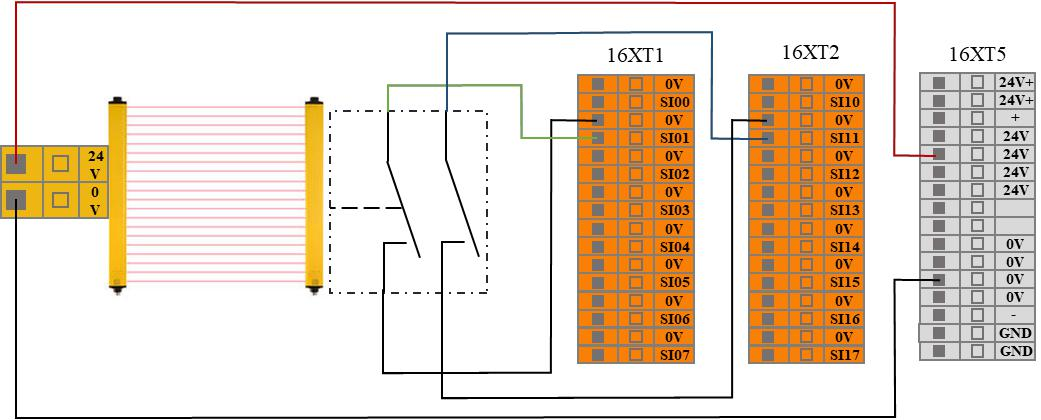 16XT1
16XT2
16XT5
24
V
0
V
0V
SI00
0V
SI01
0V
SI02
0V
SI03
0V
SI04
0V
SI05
0V
SI06
0V
SI07
0V
SI10
0V
SI11
0V
SI12
0V
SI13
0V
SI14
0V
SI15
0V
SI16
0V
SI17
24V+
24V+
+
24V
24V
24V
24V
0V
0V
0V
0V
-
GND
GND